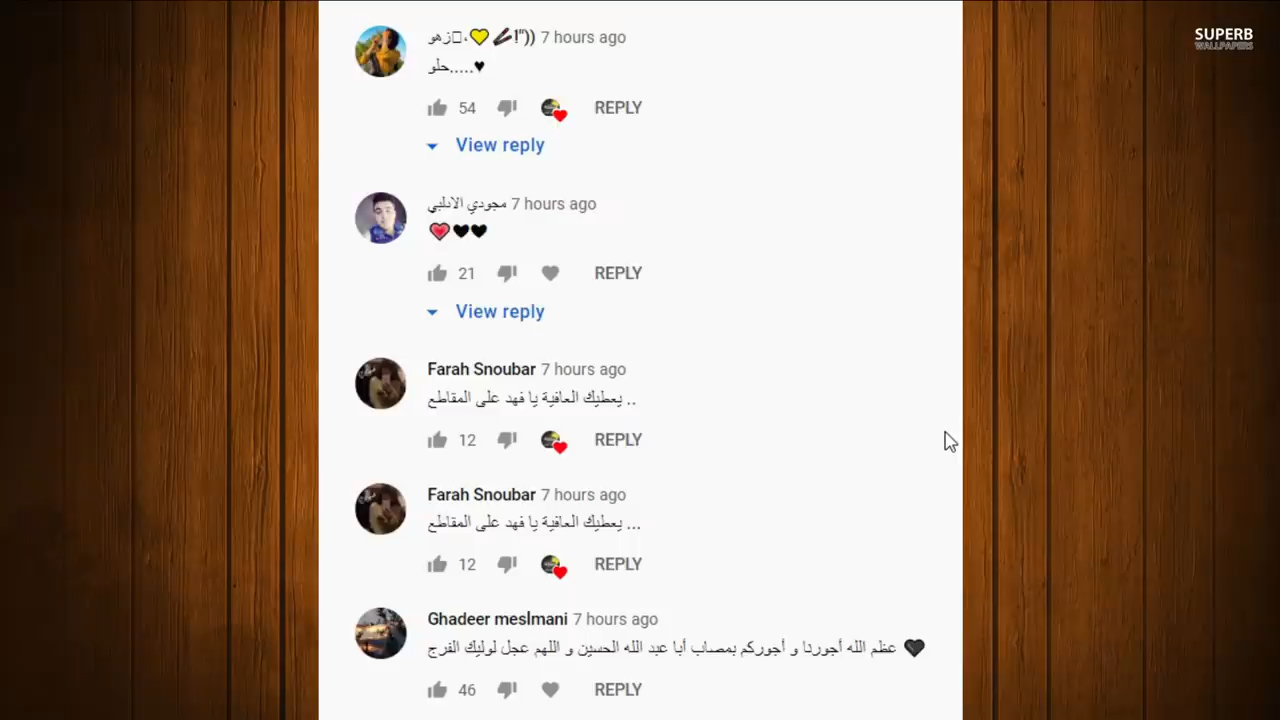 SUPERB
WALLPAPERS
زهو،💛🥢!")) 7 hours ago
حلو.....♥
54 REPLY
View reply
مجودي الادلبي 7 hours ago
💗🖤🖤
21 REPLY
View reply
Farah Snoubar 7 hours ago
يعطيك العافية يا فهد على المقاطع ..
12 REPLY
Farah Snoubar 7 hours ago
يعطيك العافية يا فهد على المقاطع ...
12 REPLY
Ghadeer meslmani 7 hours ago
عظم الله أجورنا و أجوركم بمصاب أبا عبد الله الحسين و اللهم عجل لوليك الفرج 🖤
46 REPLY